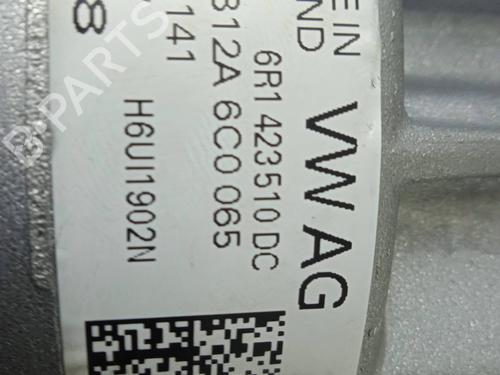 E IN
ND
VW AG
6R1 423 510 DC
812A 6C0 065
141
H6UI1902N
8
B-PARTS